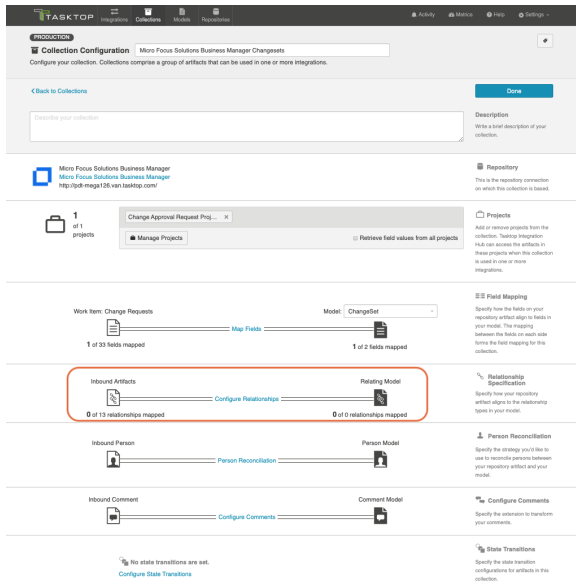 TASKTOP
Integrations
Collections
Models
Repositories
Activity
Metrics
Help
Settings
PRODUCTION
Collection Configuration
Micro Focus Solutions Business Manager Changesets
Configure your collection. Collections comprise a group of artifacts that can be used in one or more integrations.
Back to Collections
Done
Describe your collection
Description
Write a brief description of your
collection.
Micro Focus Solutions Business Manager
Micro Focus Solutions Business Manager
http://pdt-mega126.van.tasktop.com/
Repository
This is the repository connection
on which this collection is based.
1
of 1
projects
Change Approval Request Proj... ×
Manage Projects
Retrieve field values from all projects
Projects
Add or remove projects from the
collection. Tasktop Integration
Hub can access the artifacts in
these projects when this collection
is used in one or more
integrations.
Work Item: Change Requests
Model: ChangeSet
Map Fields
1 of 33 fields mapped
1 of 2 fields mapped
Field Mapping
Specify how the fields on your
repository artifact align to fields in
your model. The mapping
between the fields on each side
forms the field mapping for this
collection.
Inbound Artifacts
Relating Model
Configure Relationships
0 of 13 relationships mapped
0 of 0 relationships mapped
Relationship
Specification
Specify how your repository
artifact aligns to the relationship
types in your model.
Inbound Person
Person Model
Person Reconciliation
Person Reconciliation
Specify the strategy you'd like to
use to reconcile persons between
your repository artifact and your
model.
Inbound Comment
Comment Model
Configure Comments
Configure Comments
Specify the extension to transform
your comments.
No state transitions are set.
Configure State Transitions
State Transitions
Specify the state transition
configurations for artifacts in this
collection.